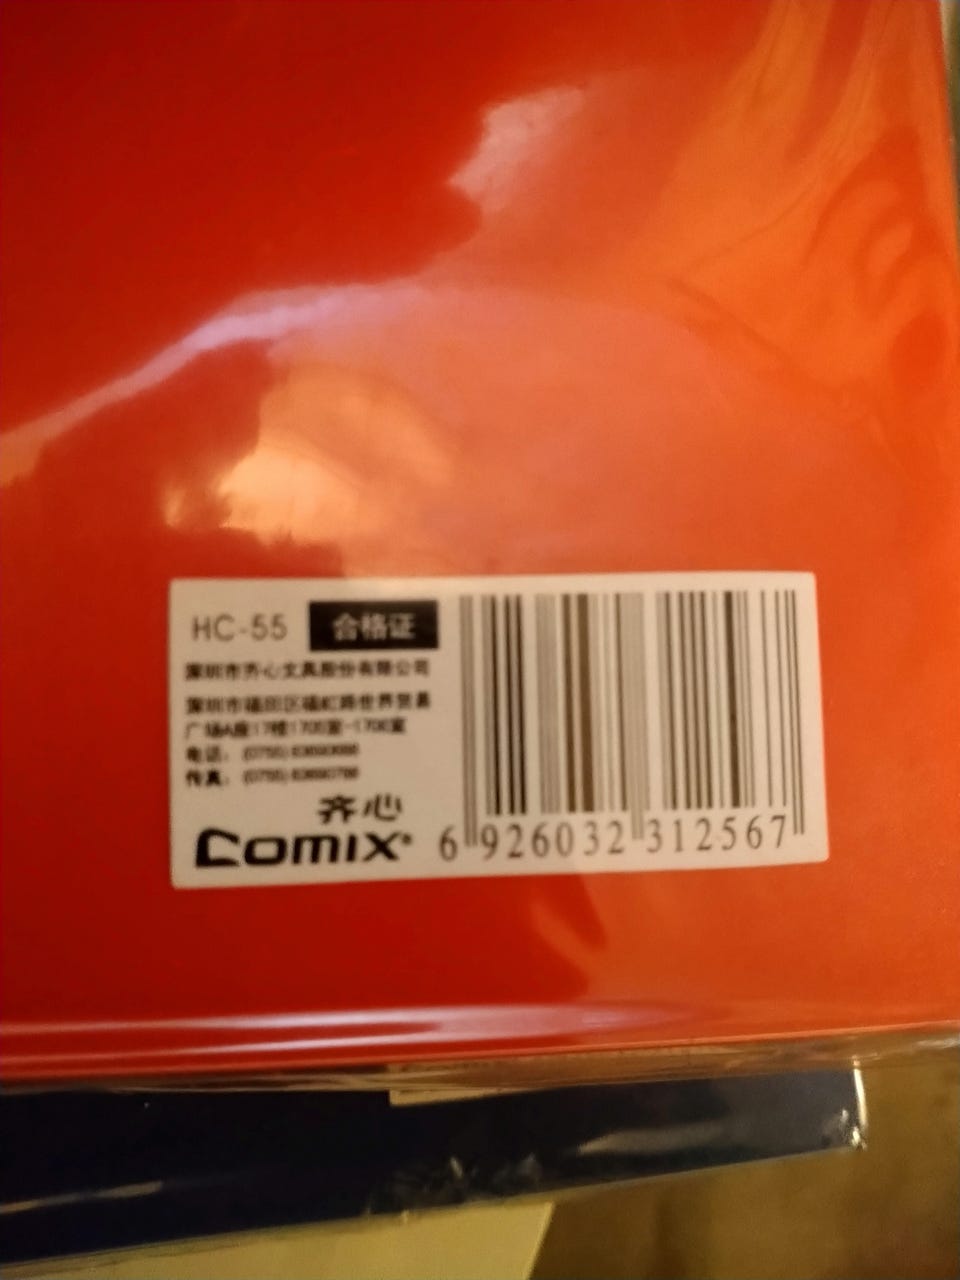 HC-55 合格证
深圳市齐心文具股份有限公司
深圳市福田区福虹路世界贸易
广场A座17楼1700室-1706室
电话： (0755)
传真： (0755)
齐心
Comix®
6 926032 312567